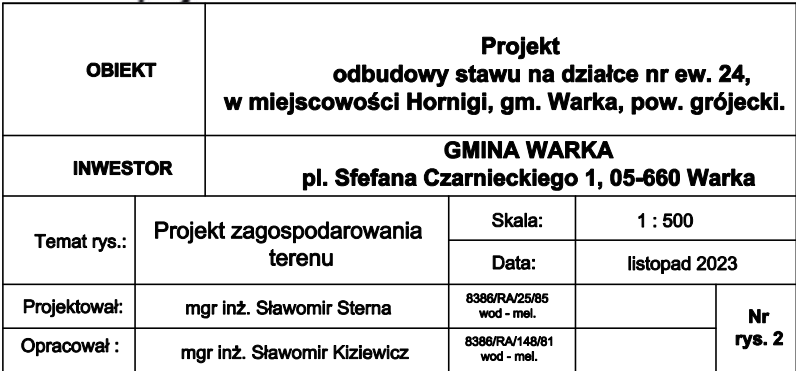 OBIEKT
Projekt
odbudowy stawu na działce nr ew. 24,
w miejscowości Hornigi, gm. Warka, pow. grójecki.
INWESTOR
GMINA WARKA
pl. Sfefana Czarnieckiego 1, 05-660 Warka
Temat rys.:
Projekt zagospodarowania
terenu
Skala:
1 : 500
Data:
listopad 2023
Projektował:
mgr inż. Sławomir Sterna
8386/RA/25/85
wod - mel.
Opracował :
mgr inż. Sławomir Kiziewicz
8386/RA/148/81
wod - mel.
Nr
rys. 2